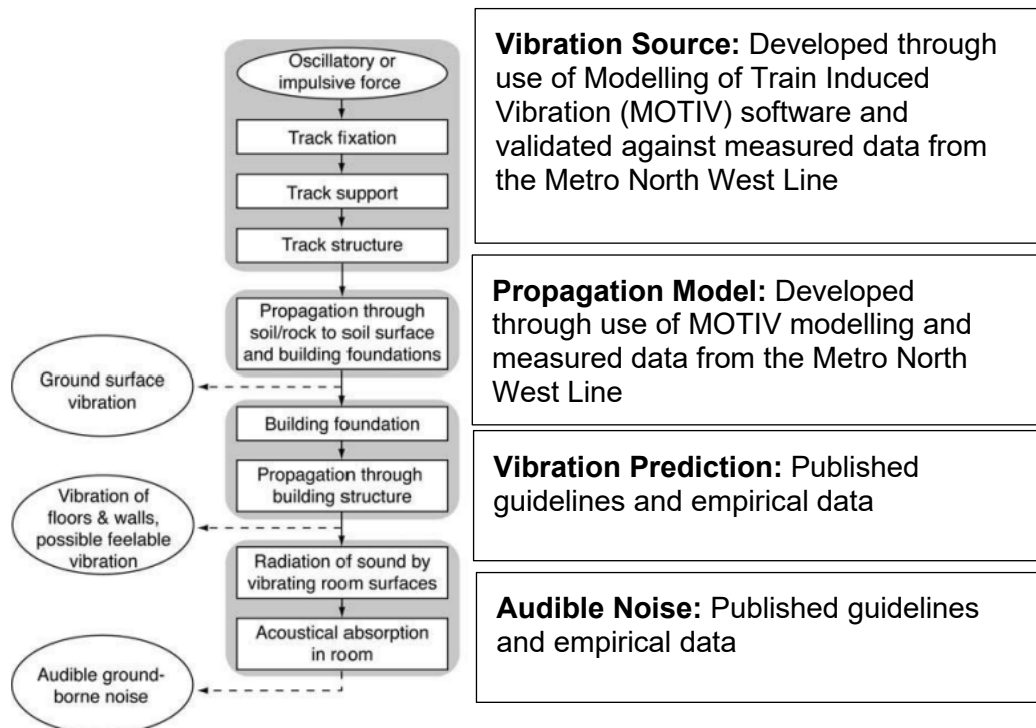 Oscillatory or
impulsive force
Track fixation
Track support
Track structure
Propagation through
soil/rock to soil surface
and building foundations
Ground surface
vibration
Building foundation
Propagation through
building structure
Vibration of
floors & walls,
possible feelable
vibration
Radiation of sound by
vibrating room surfaces
Acoustical absorption
in room
Audible ground-
borne noise
Vibration Source: Developed through
use of Modelling of Train Induced
Vibration (MOTIV) software and
validated against measured data from
the Metro North West Line
Propagation Model: Developed
through use of MOTIV modelling and
measured data from the Metro North
West Line
Vibration Prediction: Published
guidelines and empirical data
Audible Noise: Published guidelines
and empirical data